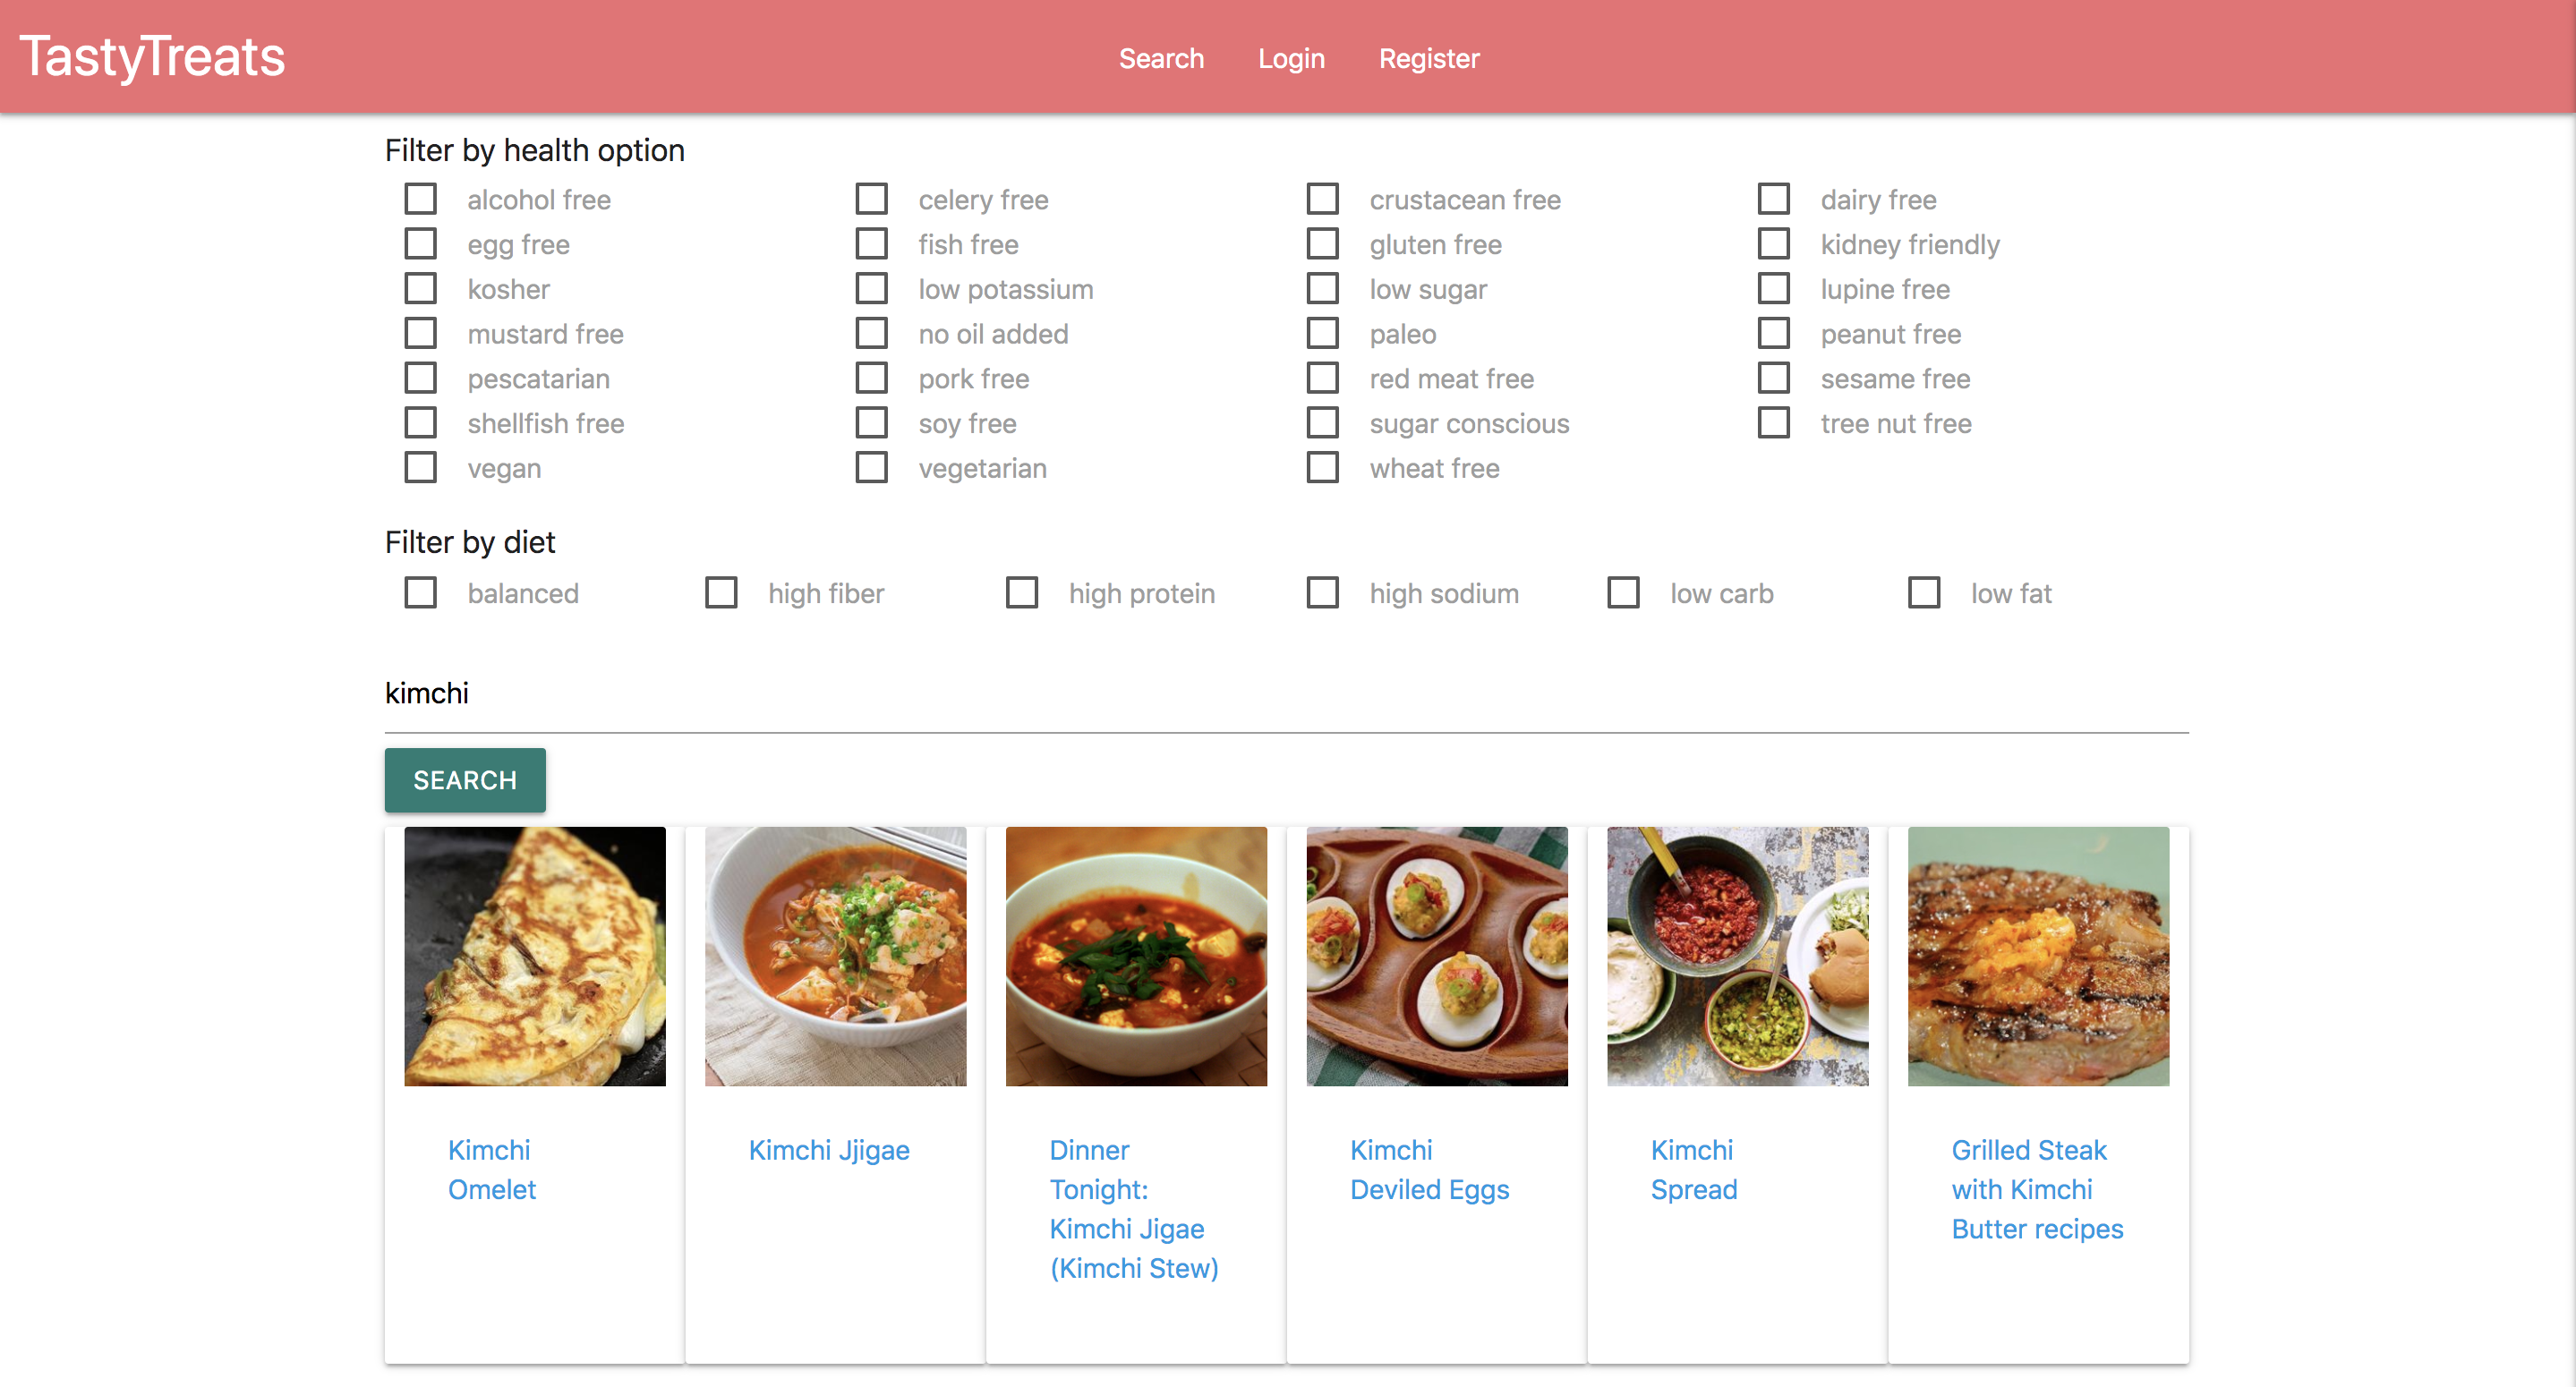 TastyTreats
Search Login Register
Filter by health option
alcohol free celery free crustacean free dairy free
egg free fish free gluten free kidney friendly
kosher low potassium low sugar lupine free
mustard free no oil added paleo peanut free
pescatarian pork free red meat free sesame free
shellfish free soy free sugar conscious tree nut free
vegan vegetarian wheat free
Filter by diet
balanced high fiber high protein high sodium low carb low fat
kimchi
SEARCH
Kimchi
Omelet
Kimchi Jjigae
Dinner
Tonight:
Kimchi Jigae
(Kimchi Stew)
Kimchi
Deviled Eggs
Kimchi
Spread
Grilled Steak
with Kimchi
Butter recipes